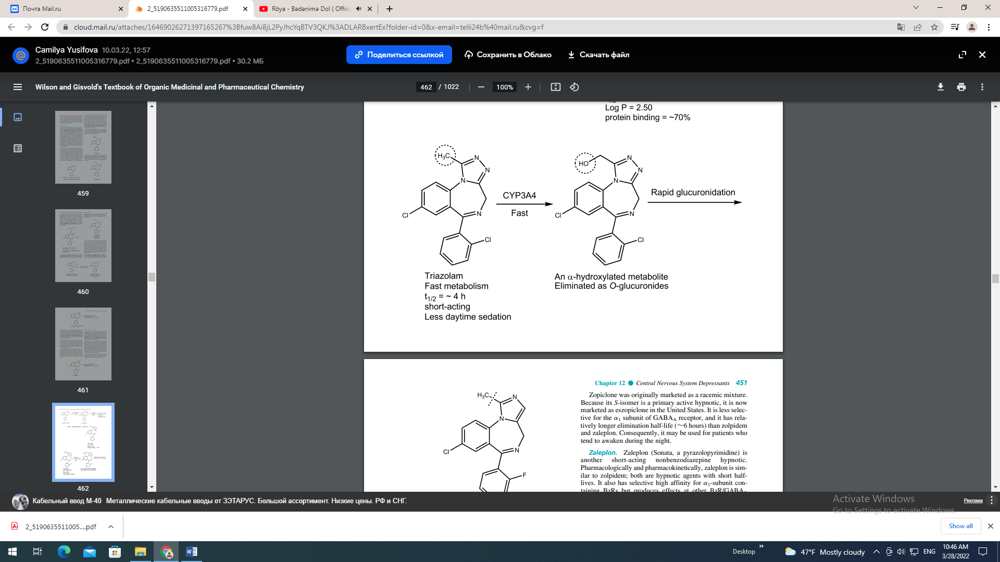 Почта Mail.ru
2_5190635511005316779.pdf
Röya - Bədənimə Dol ( Offici
cloud.mail.ru/attaches/16469026271397165267%3Bfuw8Ai8jL2PyJhcYqBTV3QKJ%3ADLARBxertEx?folder-id=0&x-email=telli24b%40mail.ru&cvg=f
Camilya Yusifova 10.03.22, 12:57
2_5190635511005316779.pdf • 2_5190635511005316779.pdf • 30.2 МБ
Поделиться ссылкой
Сохранить в Облако
Скачать файл
Wilson and Gisvold's Textbook of Organic Medicinal and Pharmaceutical Chemistry
462 / 1022
100%
459
460
461
462
Log P = 2.50
protein binding = ~70%
H₃C
N
N
N
N
Cl
Cl
CYP3A4
Fast
HO
N
N
N
N
Cl
Cl
Rapid glucuronidation
Triazolam
Fast metabolism
t1/2 = ~ 4 h
short-acting
Less daytime sedation
An α-hydroxylated metabolite
Eliminated as O-glucuronides
H₃C
N
N
N
Cl
F
Chapter 12 Central Nervous System Depressants 451
Zopiclone was originally marketed as a racemic mixture.
Because its S-isomer is a primary active hypnotic, it is now
marketed as eszopiclone in the United States. It is less selec-
tive for the α₁ subunit of GABAA receptor, and it has rela-
tively longer elimination half-life (~6 hours) than zolpidem
and zaleplon. Consequently, it may be used for patients who
tend to awaken during the night.
Zaleplon. Zaleplon (Sonata, a pyrazolopyrimidine) is
another short-acting nonbenzodiazepine hypnotic.
Pharmacologically and pharmacokinetically, zaleplon is sim-
ilar to zolpidem; both are hypnotic agents with short half-
lives. It also has selective high affinity for α₁-subunit con-
taining BzRs but produces effects at other BzR/GABAA
Кабельный ввод М-40 Металлические кабельные вводы от ЗЭТАРУС. Большой ассортимент. Низкие цены. РФ и СНГ.
Реклама
Activate Windows
Go to Settings to activate Windows.
2_5190635511005....pdf
Show all
Desktop
47°F Mostly cloudy
ENG
10:46 AM
3/28/2022